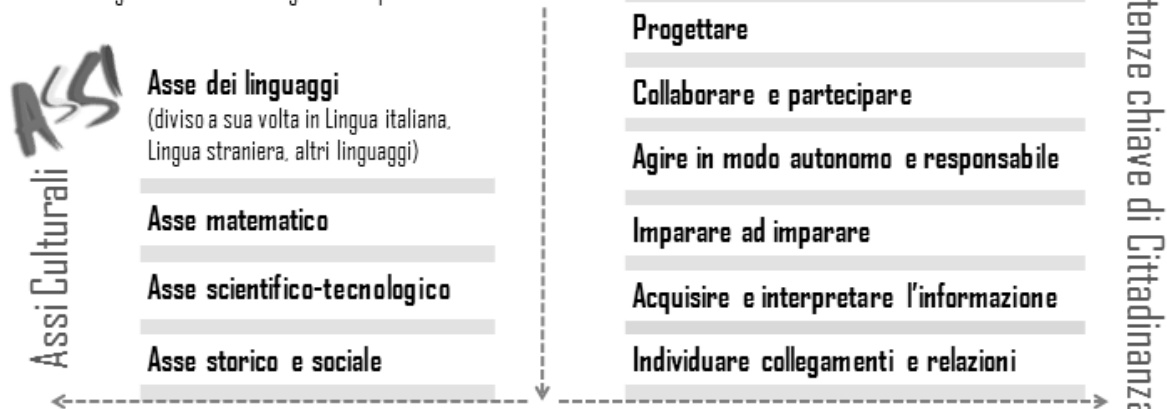 ASSI
Assi Culturali
Asse dei linguaggi
(diviso a sua volta in Lingua italiana,
Lingua straniera, altri linguaggi)
Asse matematico
Asse scientifico-tecnologico
Asse storico e sociale
Progettare
Collaborare e partecipare
Agire in modo autonomo e responsabile
Imparare ad imparare
Acquisire e interpretare l'informazione
Individuare collegamenti e relazioni
chiave di Cittadinanza